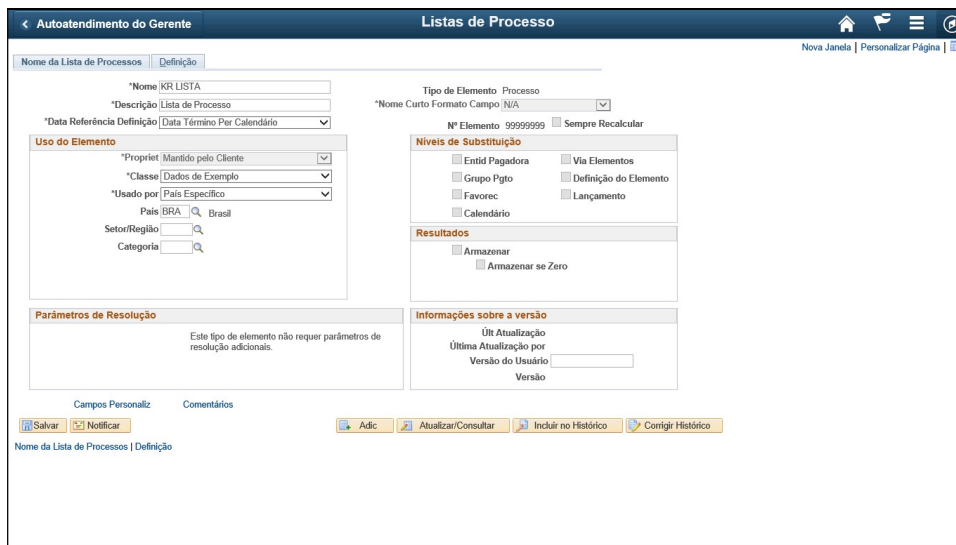 Autoatendimento do Gerente
Listas de Processo
Nova Janela | Personalizar Página |
Nome da Lista de Processos
Definição
*Nome KR LISTA
Tipo de Elemento Processo
*Descrição Lista de Processo
*Nome Curto Formato Campo N/A
*Data Referência Definição Data Término Per Calendário
Nº Elemento 99999999 Sempre Recalcular
Uso do Elemento
*Propriet Mantido pelo Cliente
*Classe Dados de Exemplo
*Usado por País Específico
País BRA Brasil
Setor/Região
Categoria
Níveis de Substituição
Entid Pagadora Via Elementos
Grupo Pgto Definição do Elemento
Favorec Lançamento
Calendário
Resultados
Armazenar
Armazenar se Zero
Parâmetros de Resolução
Este tipo de elemento não requer parâmetros de
resolução adicionais.
Informações sobre a versão
Últ Atualização
Última Atualização por
Versão do Usuário
Versão
Campos Personaliz Comentários
Salvar Notificar Adic Atualizar/Consultar Incluir no Histórico Corrigir Histórico
Nome da Lista de Processos | Definição